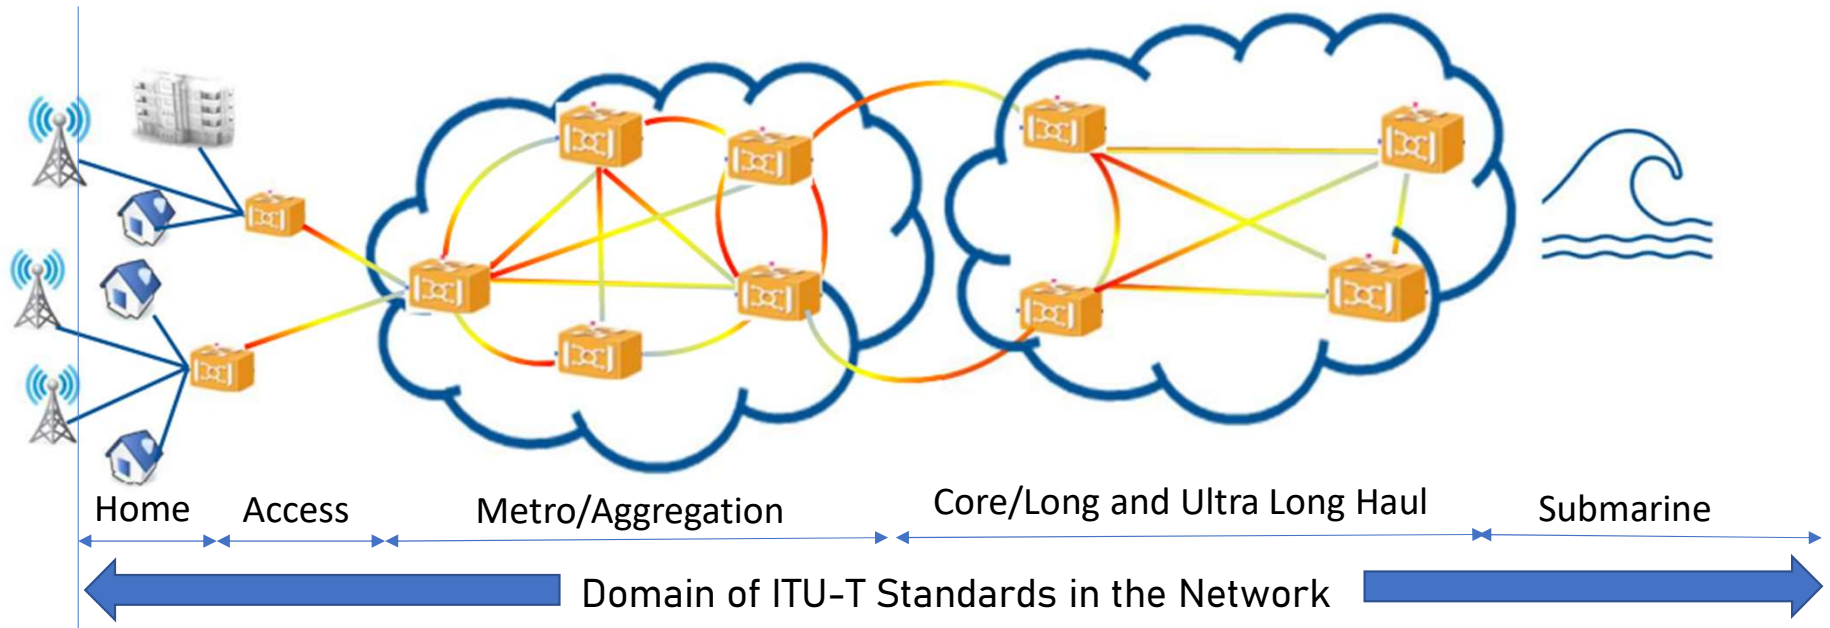 Home
Access
Metro/Aggregation
Core/Long and Ultra Long Haul
Submarine
Domain of ITU-T Standards in the Network